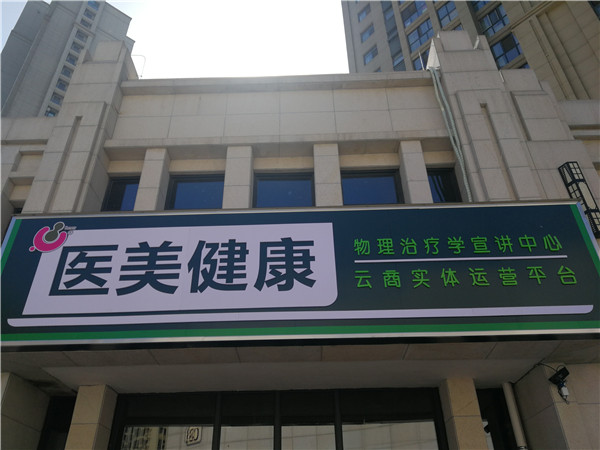 医美健康
物理治疗学宣讲中心
云商实体运营平台